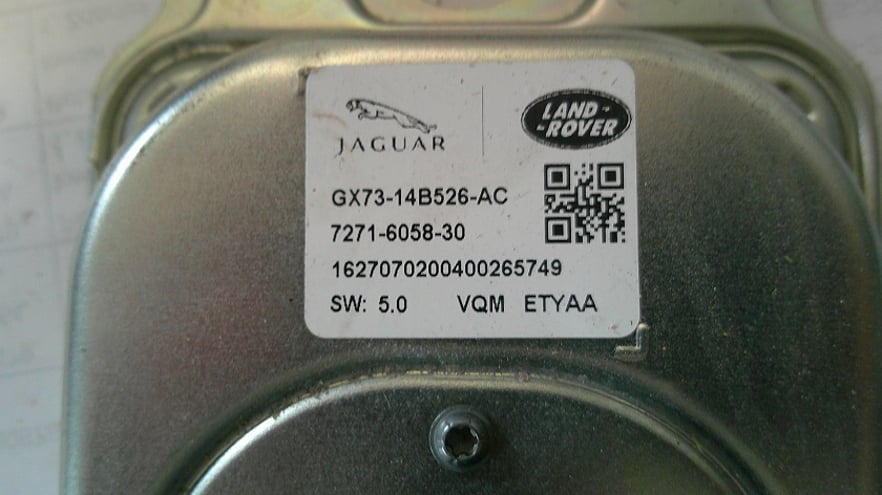 JAGUAR
LAND-
-ROVER
GX73-14B526-AC
7271-6058-30
1627070200400265749
SW: 5.0 VQM ETYAA